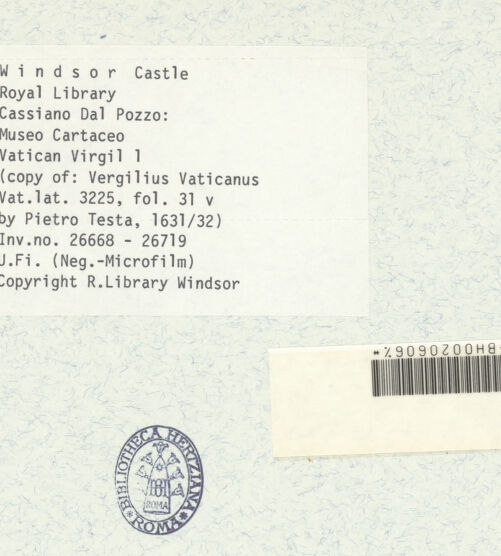 W i n d s o r  Castle
Royal Library
Cassiano Dal Pozzo:
Museo Cartaceo
Vatican Virgil 1
(copy of: Vergilius Vaticanus
Vat.lat. 3225, fol. 31 v
by Pietro Testa, 1631/32)
Inv.no. 26668 - 26719
J.Fi. (Neg.-Microfilm)
Copyright R.Library Windsor
BIBLIOTHECA HERTZIANA
BH
ROMA
* ROMA *